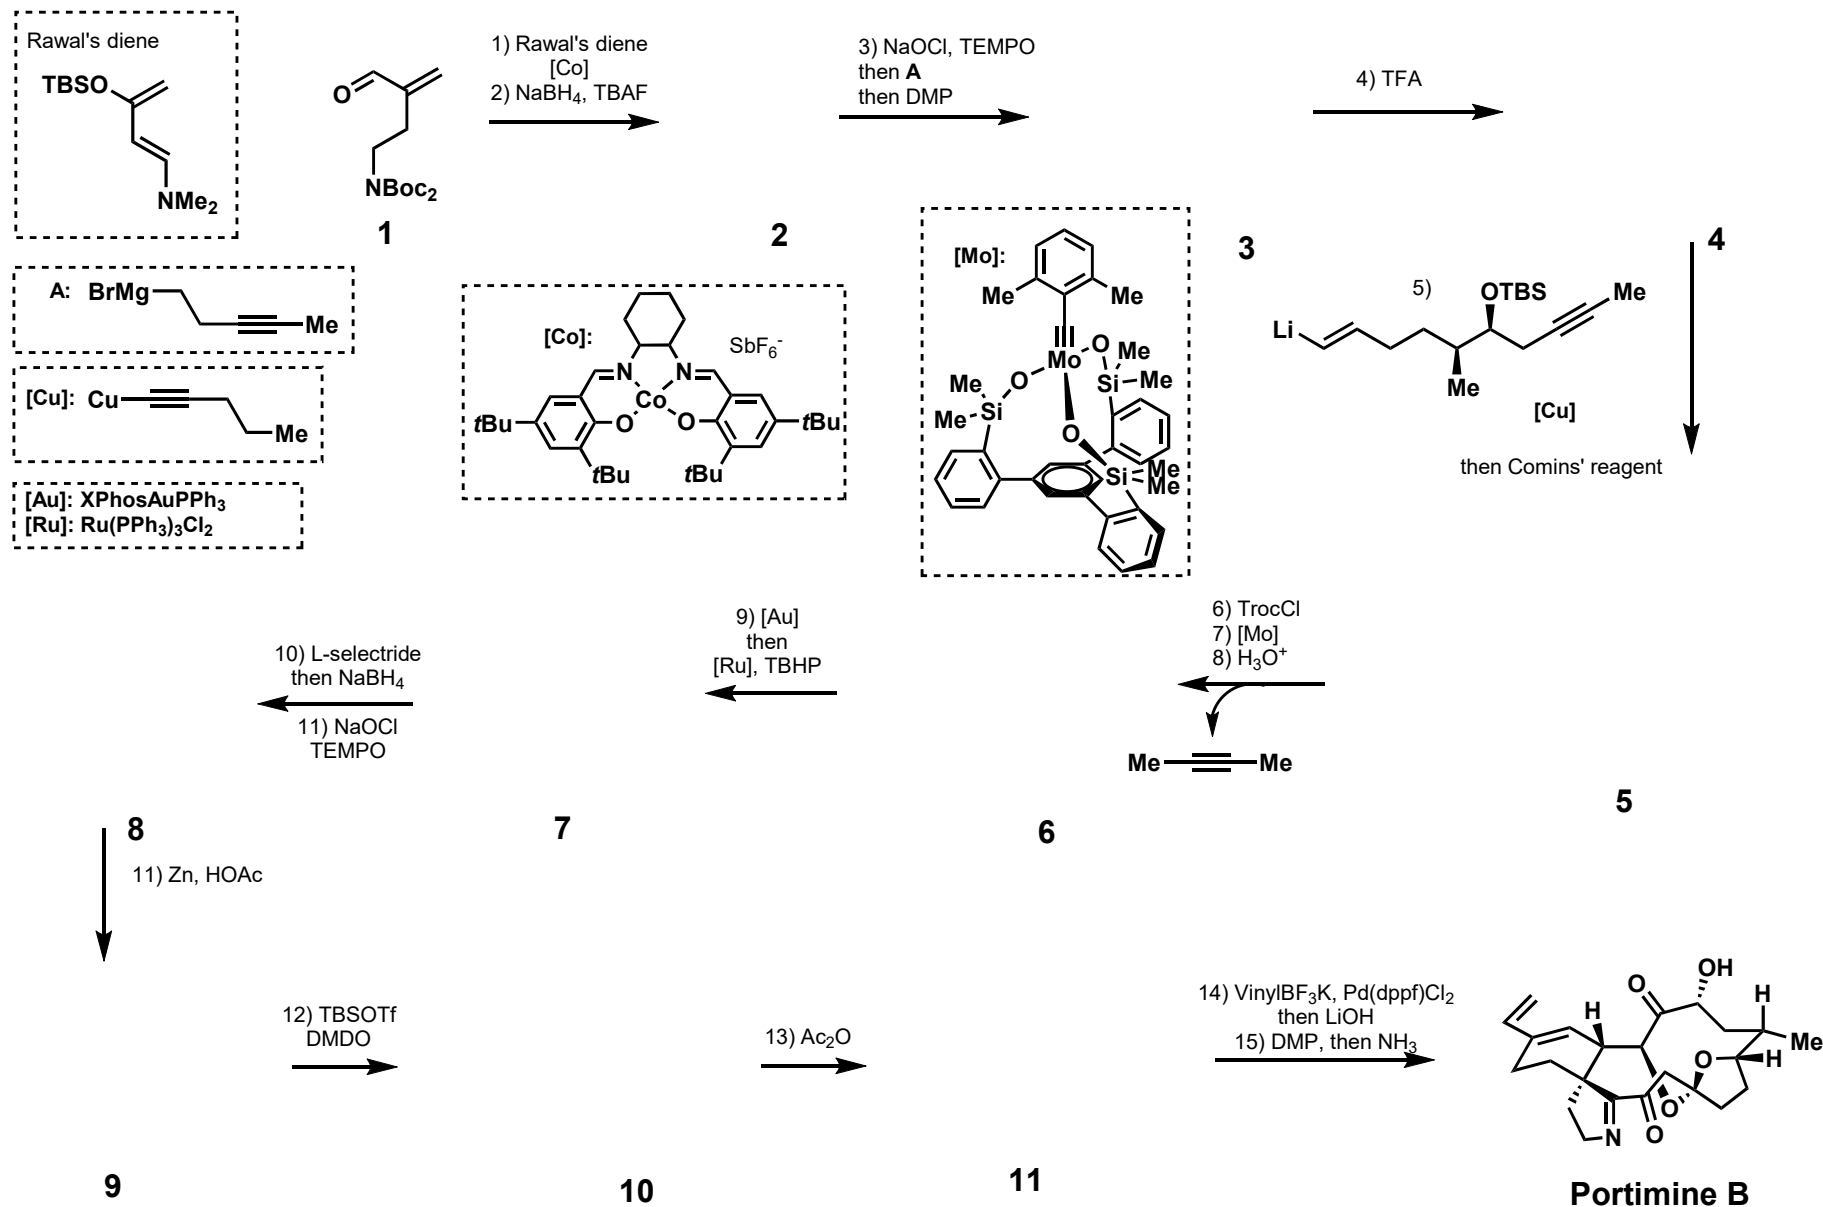 Rawal's diene
TBSO
NMe2
O
NBoc2
1
1) Rawal's diene
[Co]
2) NaBH4, TBAF
2
3) NaOCl, TEMPO
then A
then DMP
3
4) TFA
4
A: BrMg
Me
[Cu]: Cu
Me
[Au]: XPhosAuPPh3
[Ru]: Ru(PPh3)3Cl2
[Co]:
SbF6-
N
N
Co
O
O
tBu
tBu
tBu
tBu
[Mo]:
Me
Me
Mo
O
Me
Me
Si
O
Me
Me
Si
O
Si
Me
Me
5)
OTBS
Me
Li
Me
[Cu]
then Comins' reagent
5
6) TrocCl
7) [Mo]
8) H3O+
Me
Me
6
9) [Au]
then
[Ru], TBHP
7
10) L-selectride
then NaBH4
11) NaOCl
TEMPO
8
11) Zn, HOAc
9
12) TBSOTf
DMDO
10
13) Ac2O
11
14) VinylBF3K, Pd(dppf)Cl2
then LiOH
15) DMP, then NH3
OH
O
H
H
Me
O
H
O
O
N
Portimine B